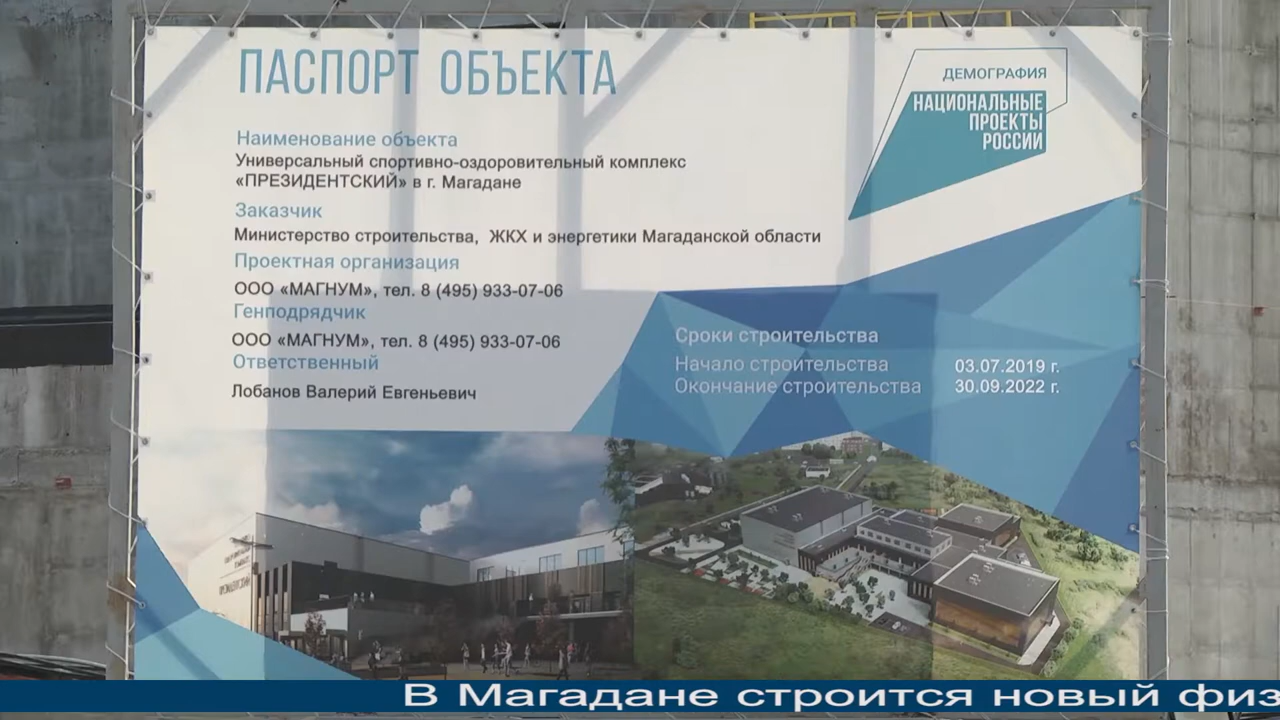 ПАСПОРТ ОБЪЕКТА
ДЕМОГРАФИЯ
НАЦИОНАЛЬНЫЕ
ПРОЕКТЫ
РОССИИ
Наименование объекта
Универсальный спортивно-оздоровительный комплекс
«ПРЕЗИДЕНТСКИЙ» в г. Магадане
Заказчик
Министерство строительства, ЖКХ и энергетики Магаданской области
Проектная организация
ООО «МАГНУМ», тел. 8 (495) 933-07-06
Генподрядчик
ООО «МАГНУМ», тел. 8 (495) 933-07-06
Ответственный
Лобанов Валерий Евгеньевич
Сроки строительства
Начало строительства 03.07.2019 г.
Окончание строительства 30.09.2022 г.
В Магадане строится новый физ